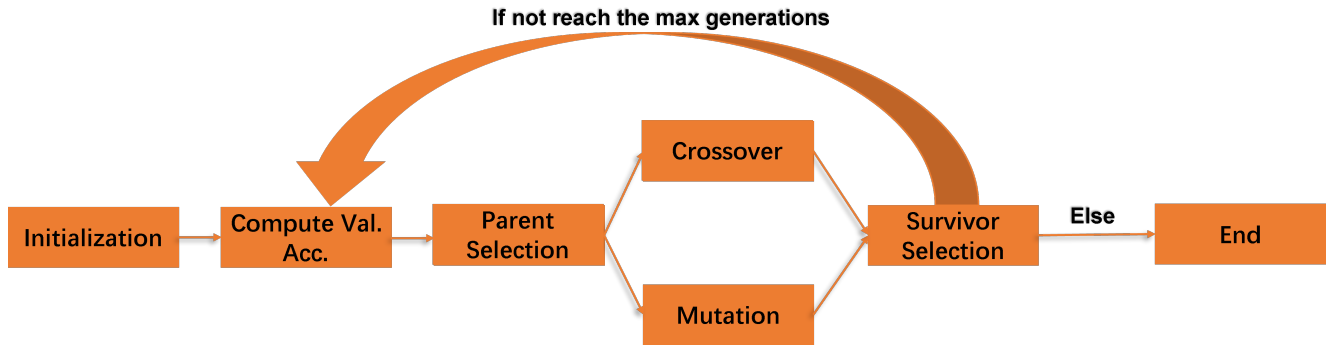 If not reach the max generations
Crossover
Initialization
Compute Val.
Acc.
Parent
Selection
Survivor
Selection
Else
End
Mutation